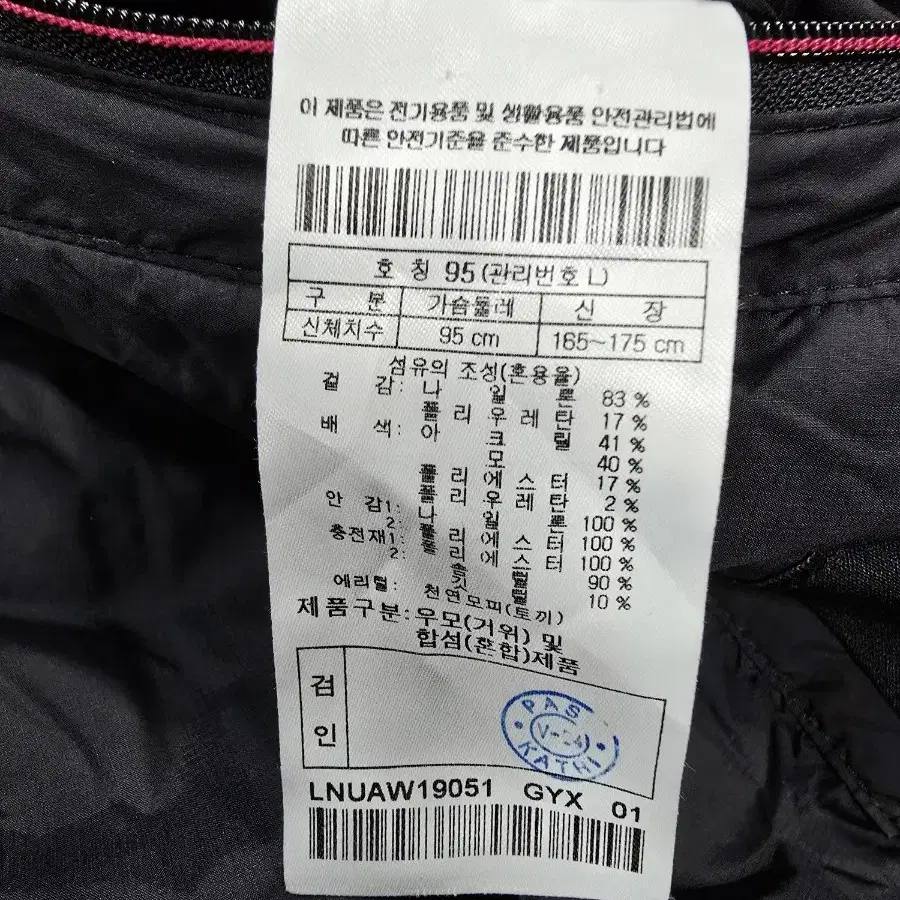 이 제품은 전기용품 및 생활용품 안전관리법에
따른 안전기준을 준수한 제품입니다
호 칭 95 (관리번호 L)
구 분 가슴둘레 신 장
신체치수 95 cm 165~175 cm
섬유의 조성(혼용율)
겉 감: 나 일 론 83 %
폴 리 우 레 탄 17 %
배 색: 아 크 릴 41 %
모 40 %
폴 리 에 스 터 17 %
폴 리 우 레 탄 2 %
안 감1: 나 일 론 100 %
2: 폴 리 에 스 터 100 %
충전재1: 폴 리 에 스 터 100 %
2: 솜 털 90 %
깃 털 10 %
에리털: 천연모피(토끼)
제품구분: 우모(거위) 및
합섬(혼합)제품
검
인
PAS
V-24
KATHI
LNUAW19051 GYX 01